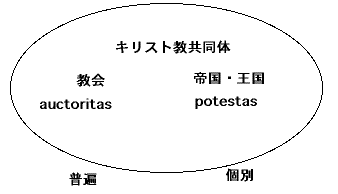 キリスト教共同体
教会
auctoritas
帝国・王国
potestas
普遍
個別